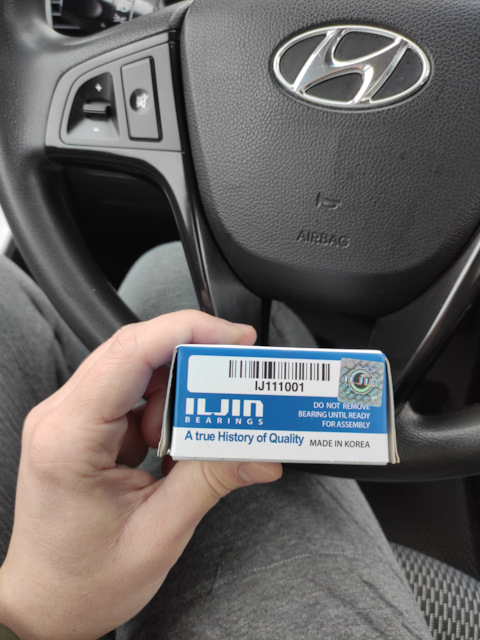 +
-
AIRBAG
IJ111001
ILJIN
BEARINGS
DO NOT REMOVE
BEARING UNTIL READY
FOR ASSEMBLY
A true History of Quality
MADE IN KOREA